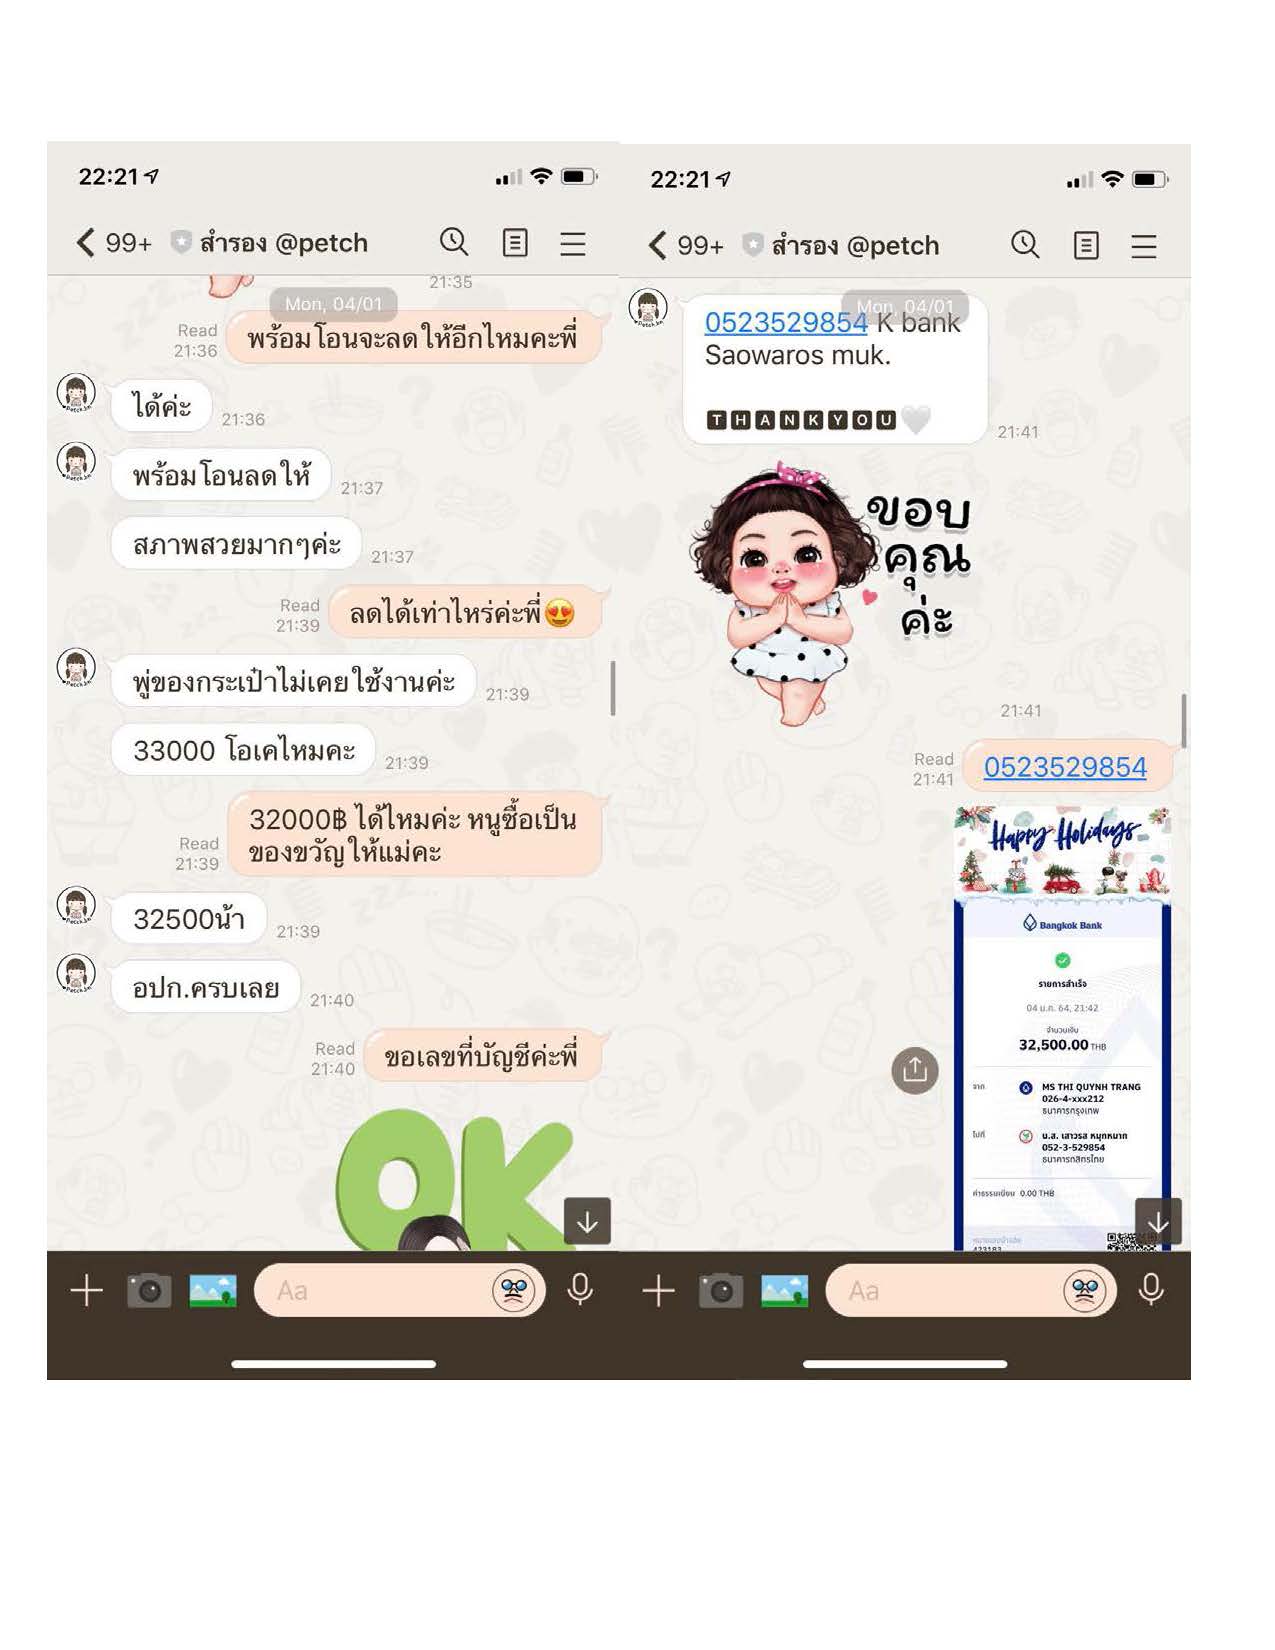 22:21
99+
สำรอง @petch
21:35
Mon, 04/01
พร้อมโอนจะลดให้อีกไหมคะพี่
Read
21:36
ได้ค่ะ
21:36
พร้อมโอนลดให้
21:37
สภาพสวยมากๆค่ะ
21:37
ลดได้เท่าไหร่ค่ะพี่😍
Read
21:39
พู่ของกระเป๋าไม่เคยใช้งานค่ะ
21:39
33000 โอเคไหมคะ
21:39
32000฿ ได้ไหมค่ะ หนูซื้อเป็น
ของขวัญให้แม่คะ
Read
21:39
32500น้า
21:39
อปก.ครบเลย
21:40
ขอเลขที่บัญชีค่ะพี่
Read
21:40
OK
Aa
22:21
99+
สำรอง @petch
Mon, 04/01
0523529854 K bank
Saowaros muk.
THANKYOU
21:41
ขอบ
คุณ
ค่ะ
21:41
0523529854
Read
21:41
Happy Holidays
Bangkok Bank
รายการสำเร็จ
04 ม.ค. 64, 21:42
จำนวนเงิน
32,500.00 THB
จาก
MS THI QUYNH TRANG
026-4-xxx212
ธนาคารกรุงเทพ
ไปที่
น.ส. เสาวรส หมุกหมาก
052-3-529854
ธนาคารกสิกรไทย
ค่าธรรมเนียม 0.00 THB
Aa